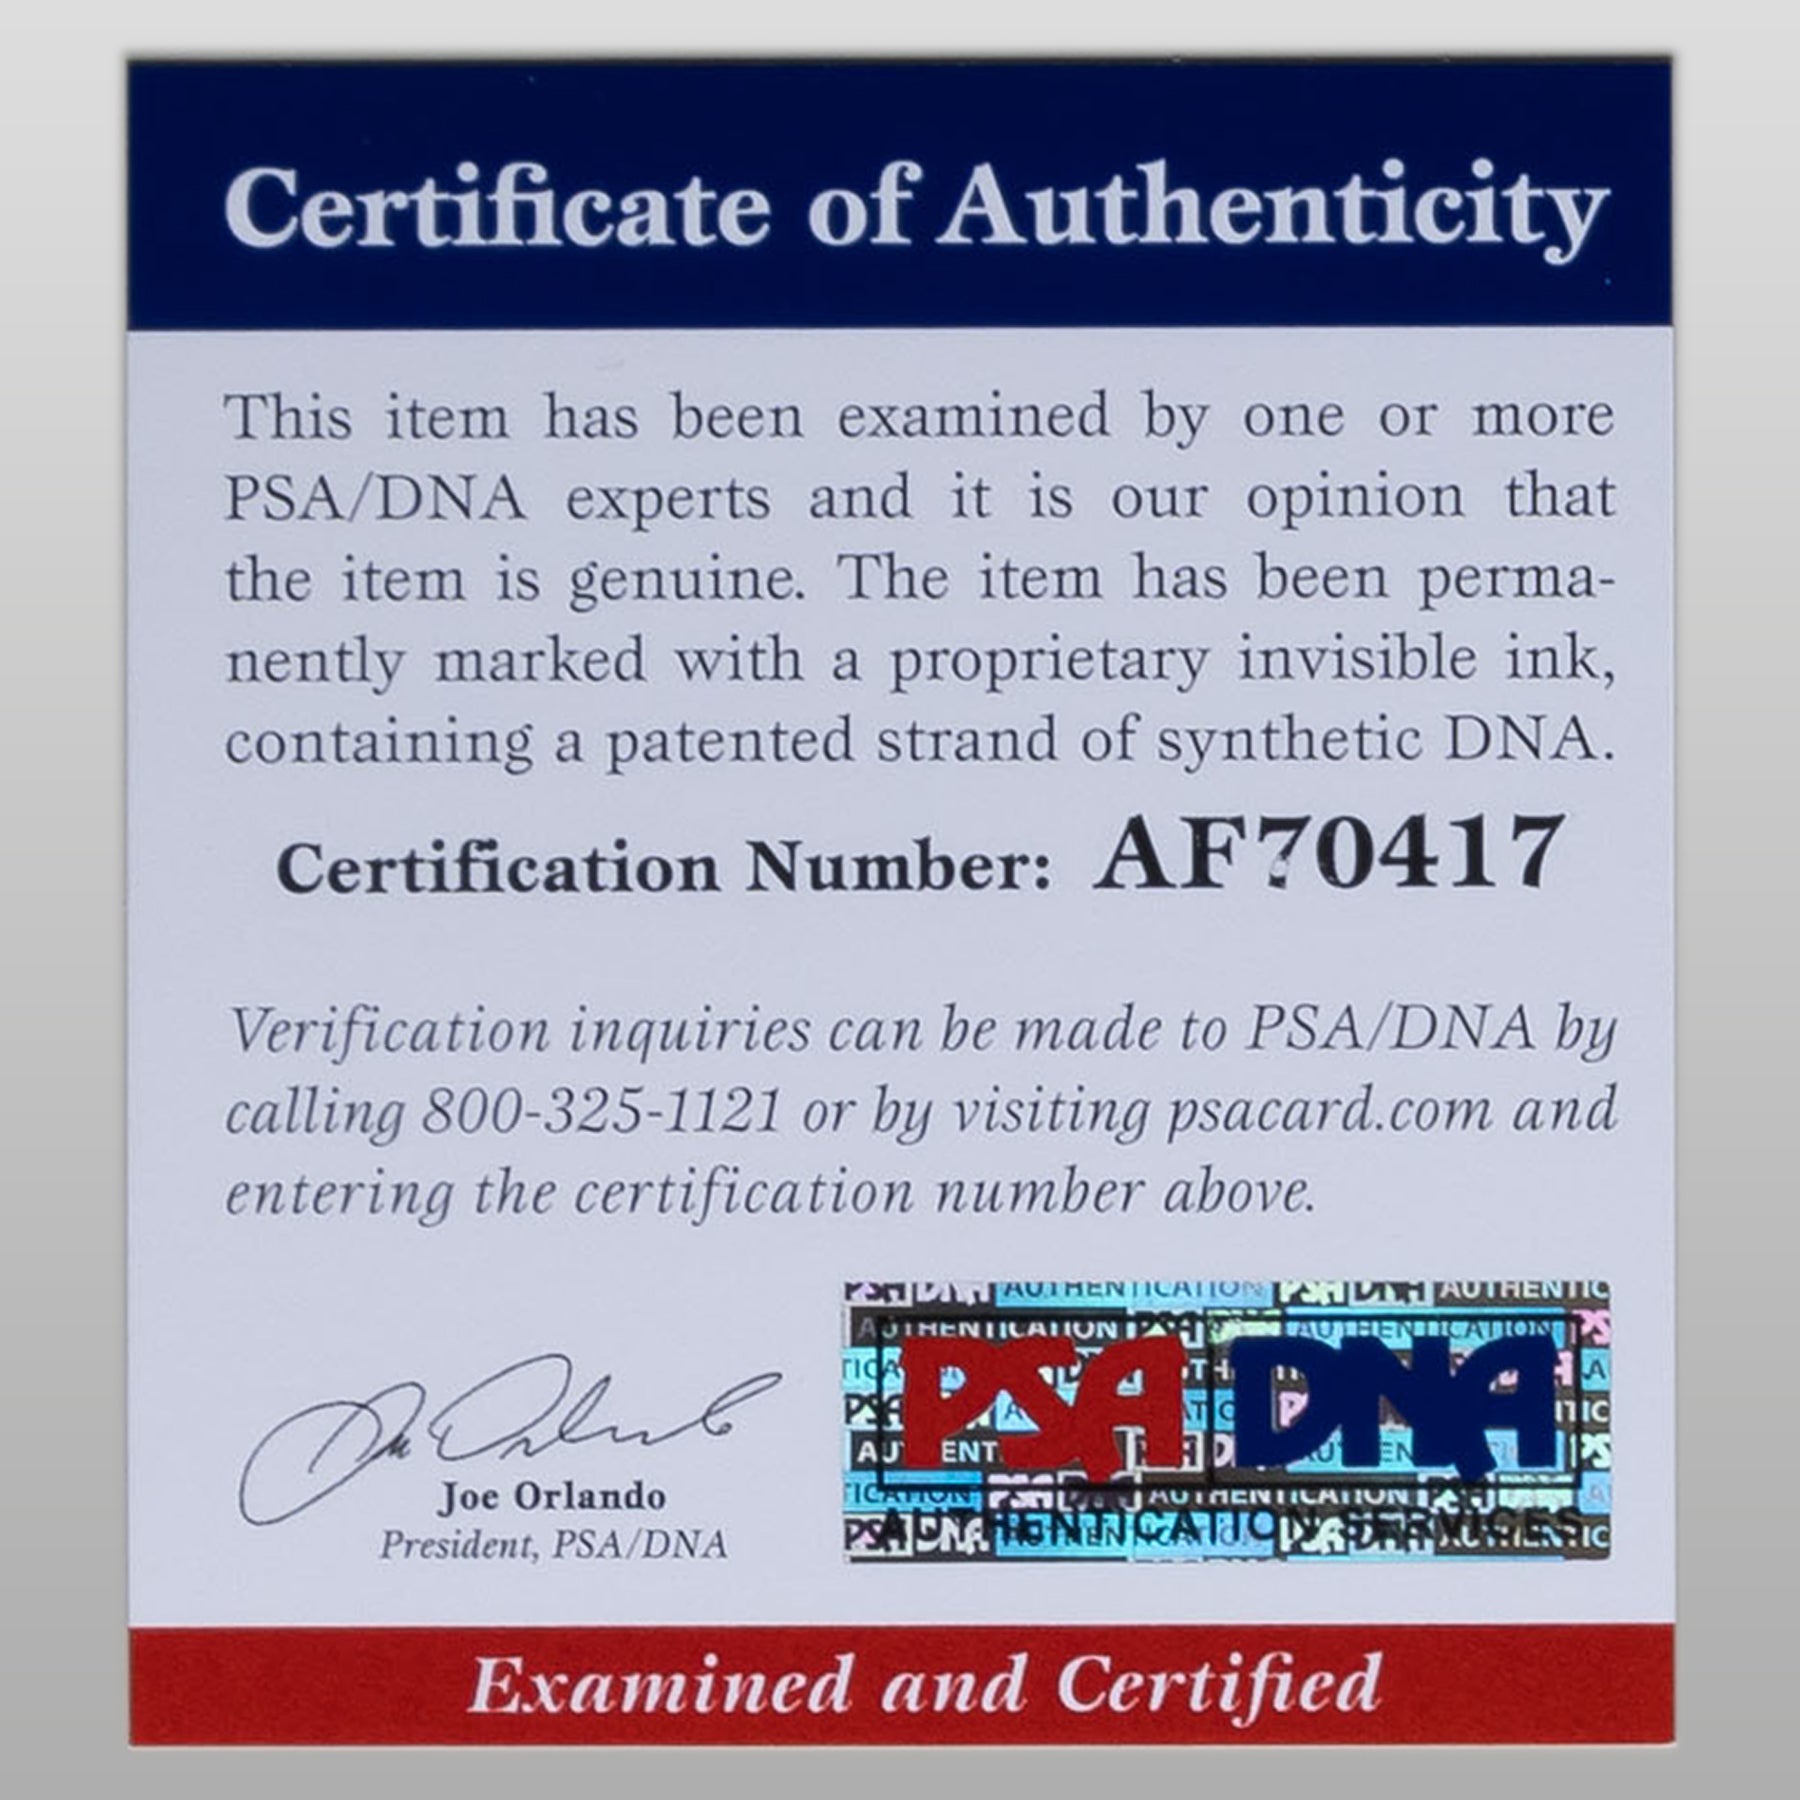 Certificate of Authenticity
This item has been examined by one or more
PSA/DNA experts and it is our opinion that
the item is genuine. The item has been perma-
nently marked with a proprietary invisible ink,
containing a patented strand of synthetic DNA.
Certification Number: AF70417
Verification inquiries can be made to PSA/DNA by
calling 800-325-1121 or by visiting psacard.com and
entering the certification number above.
Joe Orlando
President, PSA/DNA
PSA DNA
AUTHENTICATION SERVICES
Examined and Certified